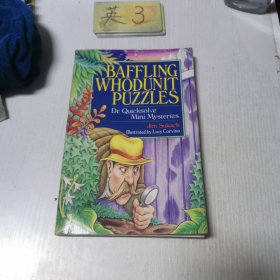 英3
BAFFLING
WHODUNIT
PUZZLES
Dr Quicksolve
Mini Mysteries
Jim Sukach
Illustrated by Lucy Corvino